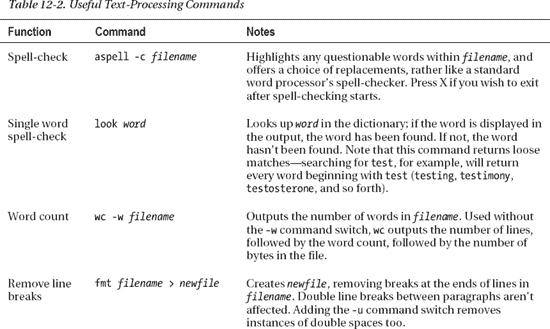 Table 12-2. Useful Text-Processing Commands
Function Command Notes
Spell-check aspell -c filename Highlights any questionable words within filename, and
offers a choice of replacements, rather like a standard
word processor's spell-checker. Press X if you wish to exit
after spell-checking starts.
Single word look word Looks up word in the dictionary; if the word is displayed
spell-check in the output, the word has been found. If not, the word
hasn't been found. Note that this command returns loose
matches—searching for test, for example, will return
every word beginning with test (testing, testimony,
testosterone, and so forth).
Word count wc -w filename Outputs the number of words in filename. Used without
the -w command switch, wc outputs the number of lines,
followed by the word count, followed by the number of
bytes in the file.
Remove line fmt filename > newfile Creates newfile, removing breaks at the ends of lines in
breaks filename. Double line breaks between paragraphs aren't
affected. Adding the -u command switch removes
instances of double spaces too.